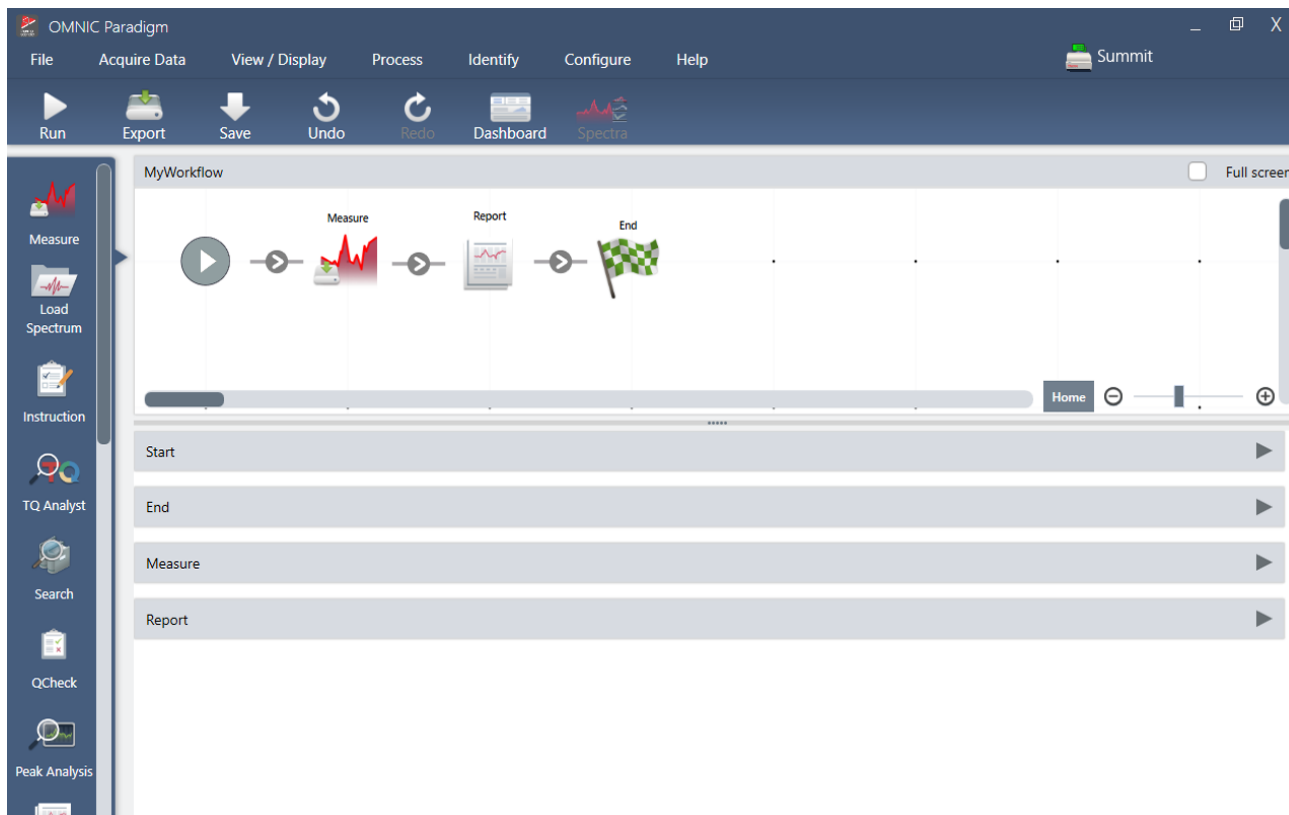 OMNIC Paradigm
File Acquire Data View / Display Process Identify Configure Help Summit
Run Export Save Undo Redo Dashboard Spectra
MyWorkflow Full screen
Measure Report End
Measure
Load
Spectrum
Home
Instruction
Start
TQ Analyst
End
Search
Measure
QCheck
Report
Peak Analysis